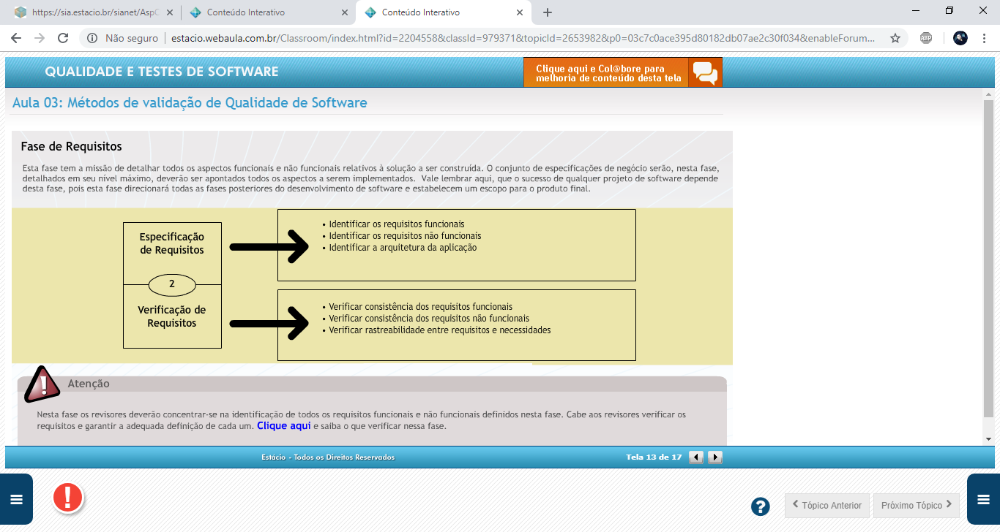 https://sia.estacio.br/sianet/AspC
Conteúdo Interativo
Conteúdo Interativo
Não seguro
estacio.webaula.com.br/Classroom/index.html?id=2204558&classId=979371&topicId=2653982&p0=03c7c0ace395d80182db07ae2c30f034&enableForum...
ABP
QUALIDADE E TESTES DE SOFTWARE
Clique aqui e Col@bore para
melhoria de conteúdo desta tela
Aula 03: Métodos de validação de Qualidade de Software
Fase de Requisitos
Esta fase tem a missão de detalhar todos os aspectos funcionais e não funcionais relativos à solução a ser construída. O conjunto de especificações de negócio serão, nesta fase,
detalhados em seu nível máximo, deverão ser apontados todos os aspectos a serem implementados.  Vale lembrar aqui, que o sucesso de qualquer projeto de software depende
desta fase, pois esta fase direcionará todas as fases posteriores do desenvolvimento de software e estabelecem um escopo para o produto final.
Especificação
de Requisitos
• Identificar os requisitos funcionais
• Identificar os requisitos não funcionais
• Identificar a arquitetura da aplicação
2
Verificação de
Requisitos
• Verificar consistência dos requisitos funcionais
• Verificar consistência dos requisitos não funcionais
• Verificar rastreabilidade entre requisitos e necessidades
Atenção
Nesta fase os revisores deverão concentrar-se na identificação de todos os requisitos funcionais e não funcionais definidos nesta fase. Cabe aos revisores verificar os
requisitos e garantir a adequada definição de cada um. Clique aqui e saiba o que verificar nessa fase.
Estácio - Todos os Direitos Reservados
Tela 13 de 17
Tópico Anterior
Próximo Tópico